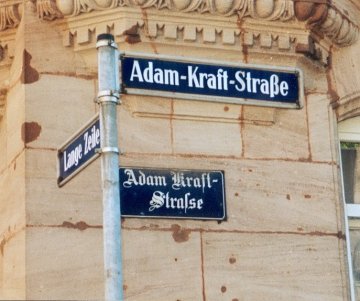 Adam-Kraft-Straße
Lange Zeile
Adam Kraft-
Straſse